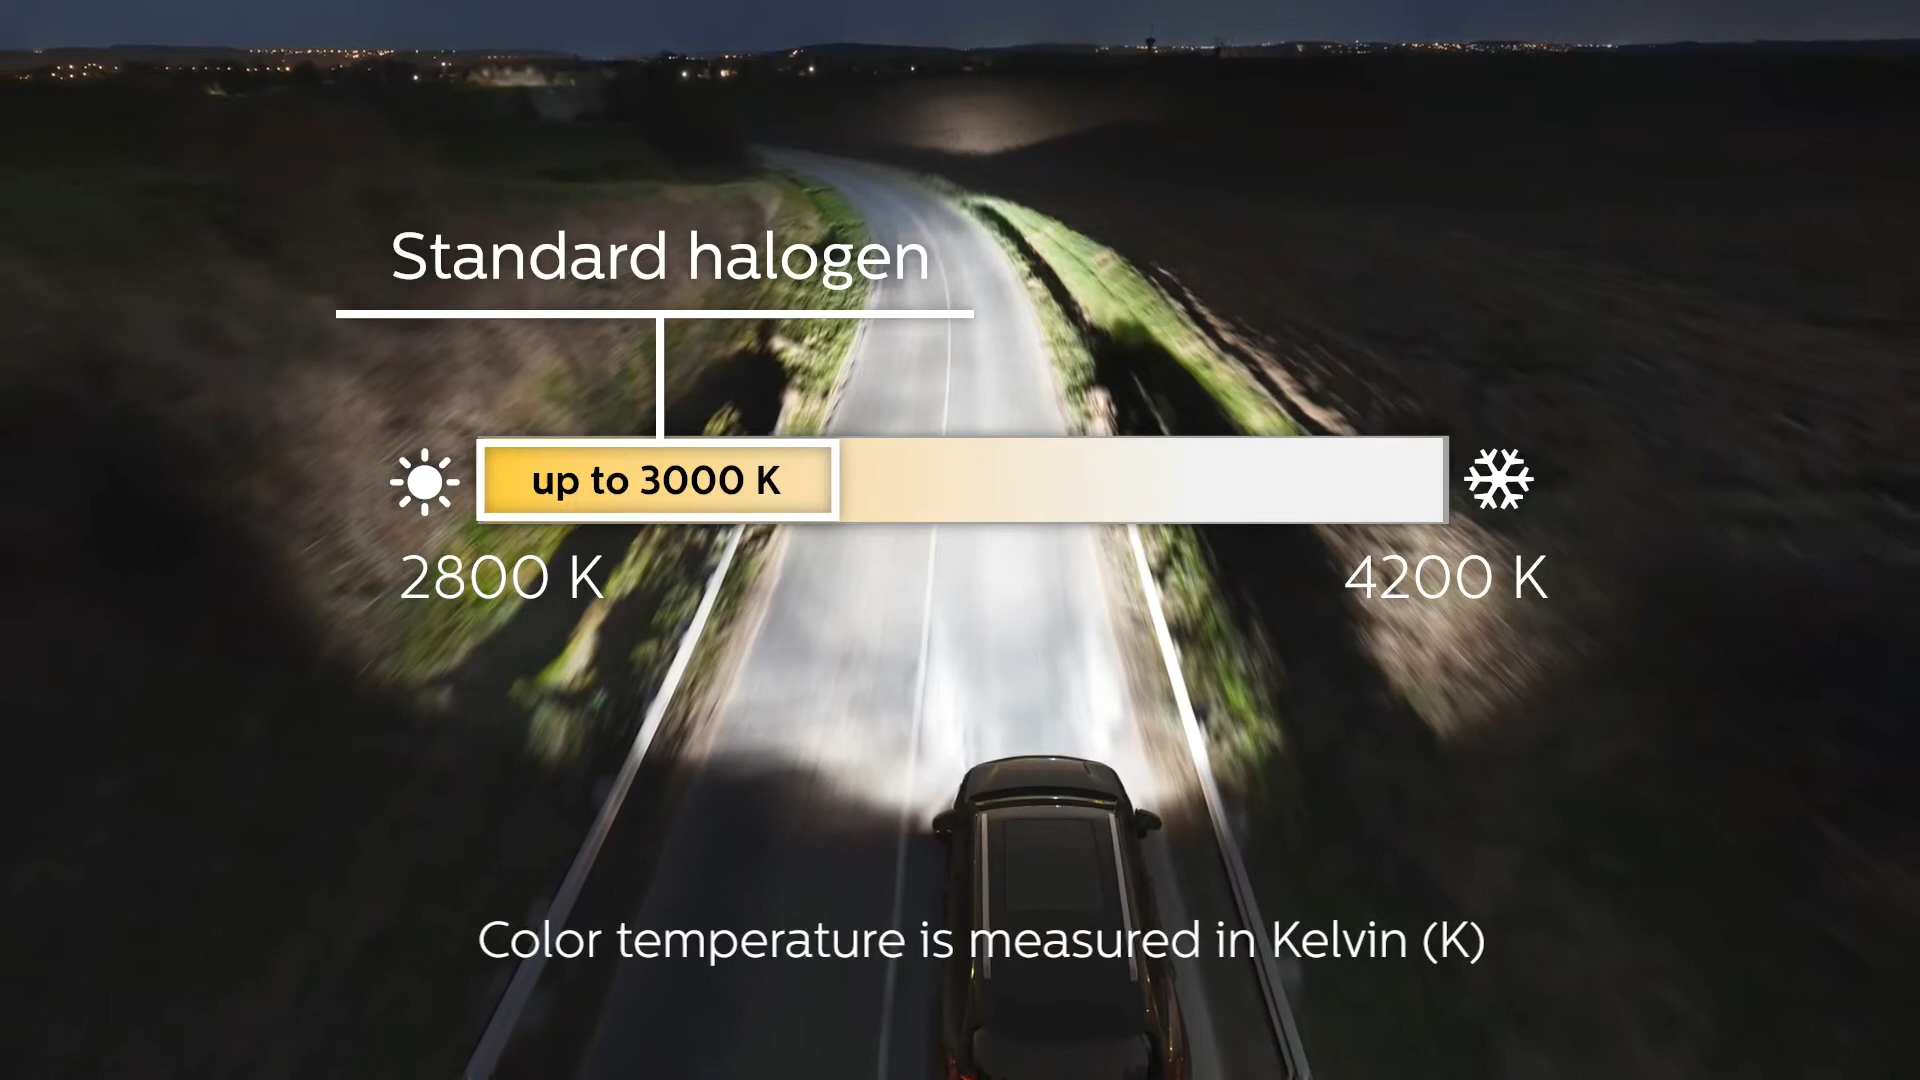 Standard halogen
up to 3000 K
2800 K
4200 K
Color temperature is measured in Kelvin (K)